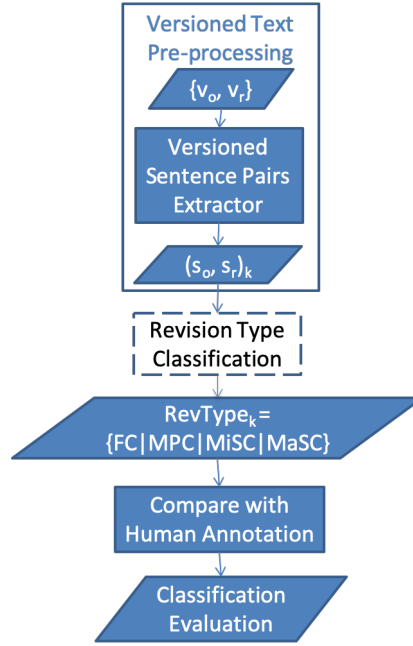 Versioned Text
Pre-processing
{vₒ, vᵣ}
Versioned
Sentence Pairs
Extractor
(sₒ, sᵣ)ₖ
Revision Type
Classification
RevTypeₖ=
{FC|MPC|MiSC|MaSC}
Compare with
Human Annotation
Classification
Evaluation